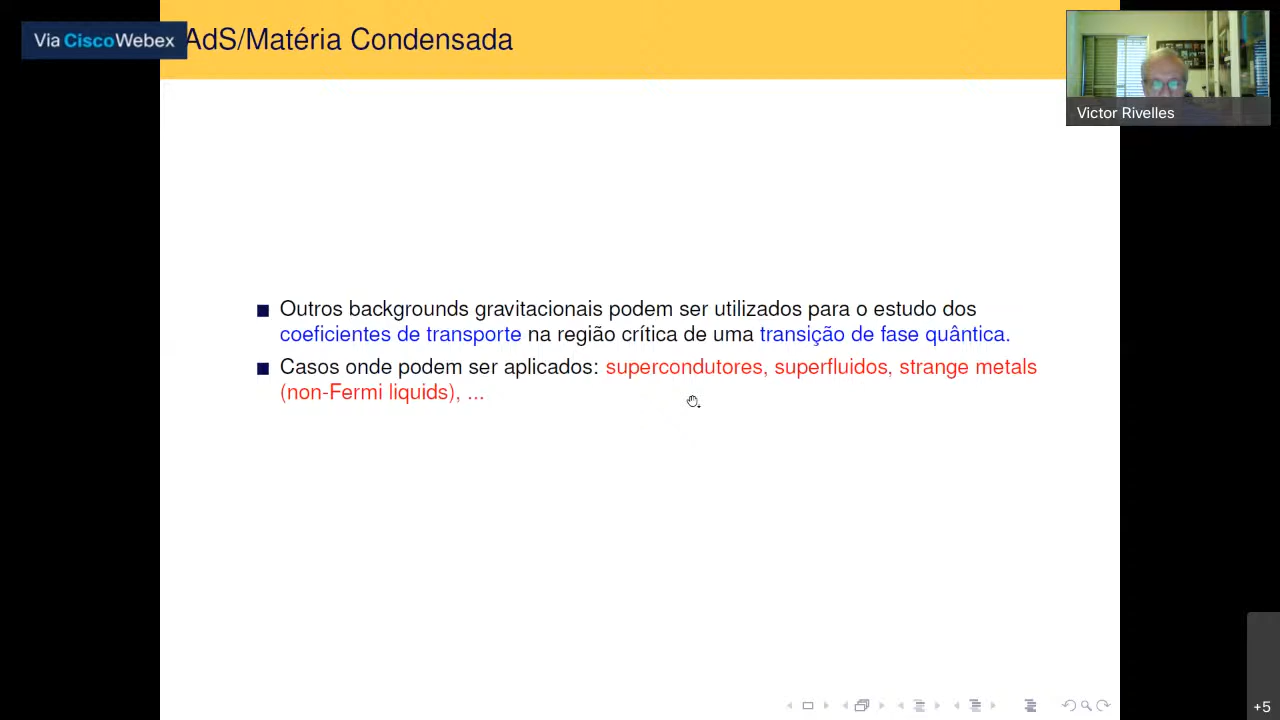 Via CiscoWebex
AdS/Matéria Condensada
Victor Rivelles
Outros backgrounds gravitacionais podem ser utilizados para o estudo dos
coeficientes de transporte na região crítica de uma transição de fase quântica.
Casos onde podem ser aplicados: supercondutores, superfluidos, strange metals
(non-Fermi liquids), ...
+5